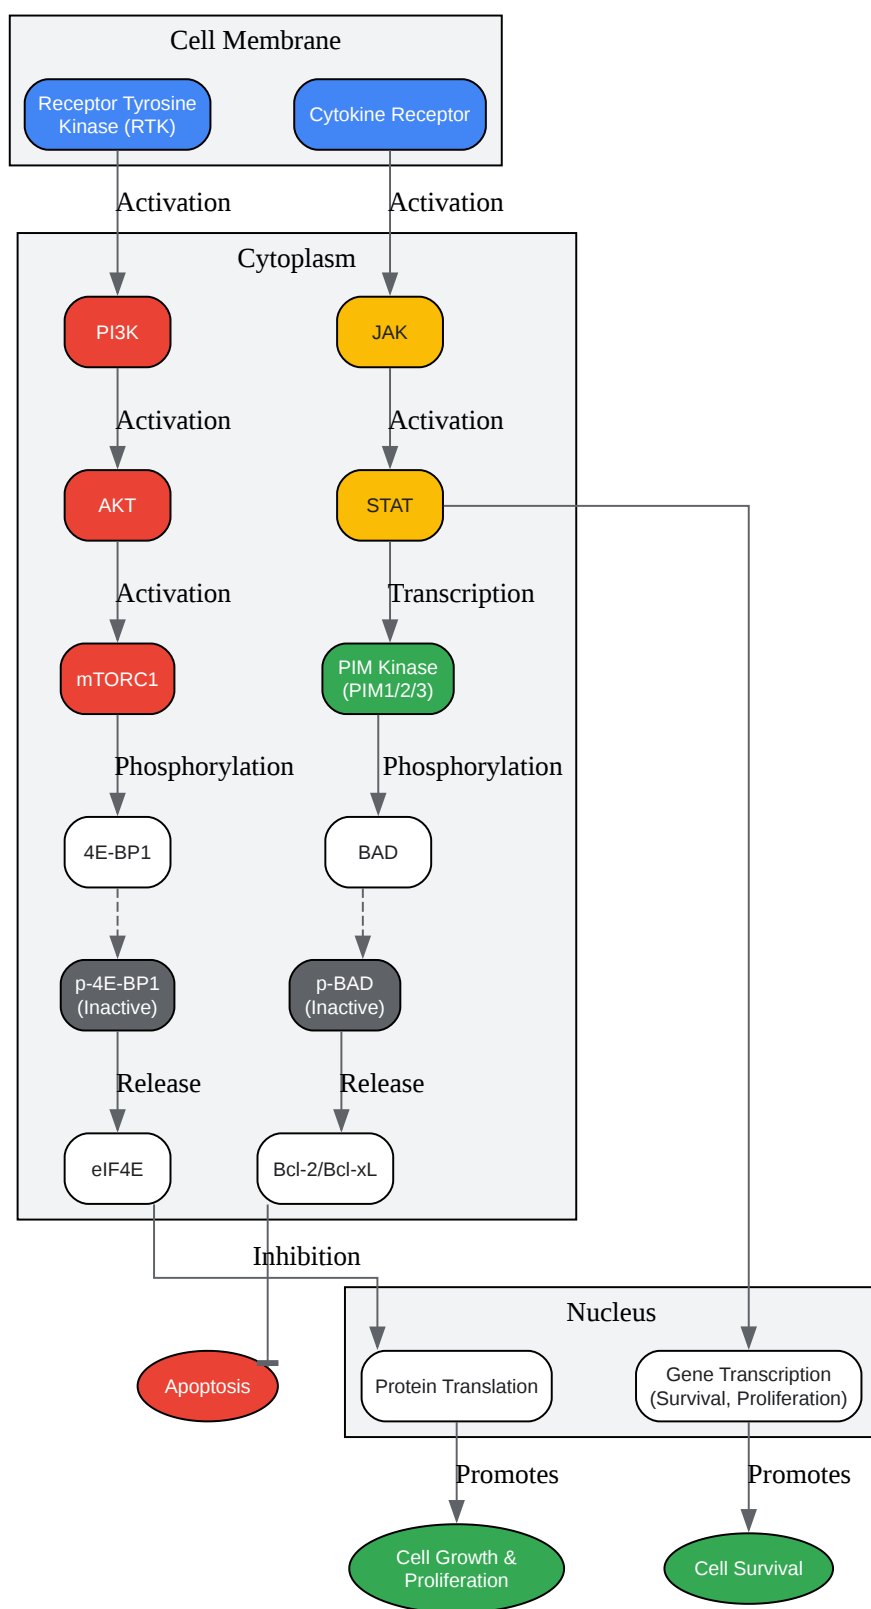 Cell Membrane
Receptor Tyrosine
Kinase (RTK)
Cytokine Receptor
Activation
Activation
Cytoplasm
PI3K
JAK
Activation
Activation
AKT
STAT
Activation
Transcription
mTORC1
PIM Kinase
(PIM1/2/3)
Phosphorylation
Phosphorylation
4E-BP1
BAD
p-4E-BP1
(Inactive)
p-BAD
(Inactive)
Release
Release
eIF4E
Bcl-2/Bcl-xL
Inhibition
Nucleus
Apoptosis
Protein Translation
Gene Transcription
(Survival, Proliferation)
Promotes
Promotes
Cell Growth &
Proliferation
Cell Survival